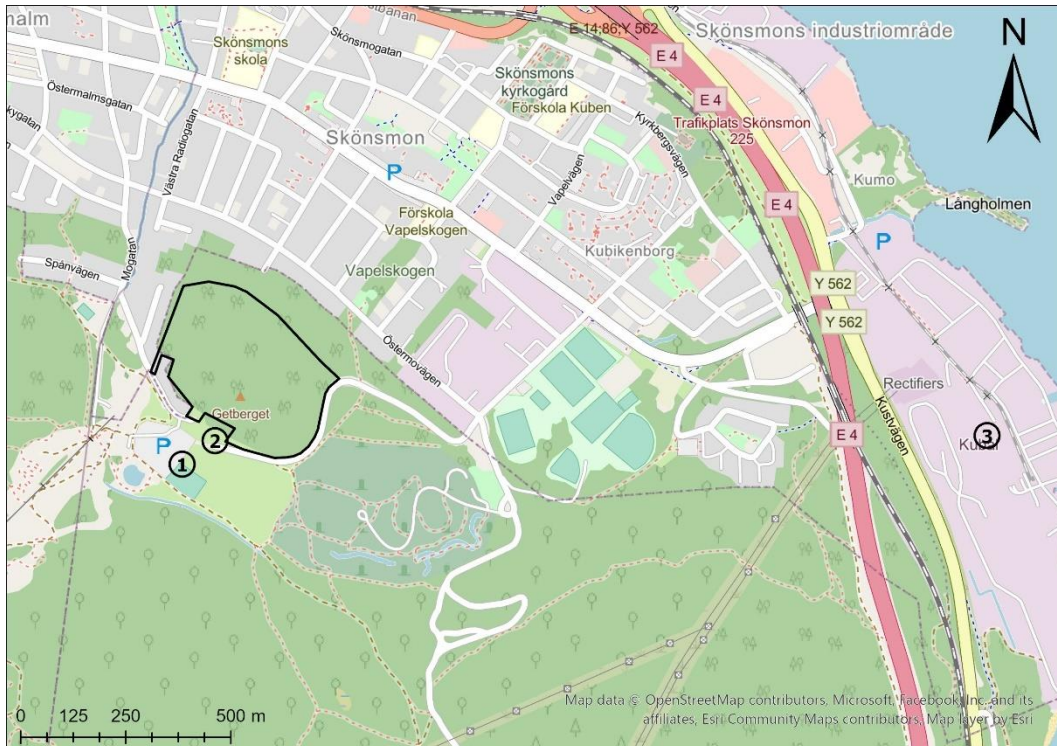 malm
Skönsmons
skola
Skönsmogatan
E 14;86;Y 562
Skönsmons industriområde
N
E 4
Östermalmsgatan
Skönsmons
kyrkogård
Förskola Kuben
E 4
Trafikplats Skönsmon
225
Kyrkbergsvägen
Skönsmon
Västra Radiogatan
P
Vapelvägen
E 4
Kumo
Långholmen
Förskola
Vapelskogen
P
Mogatan
Spånvägen
Vapelskogen
Kubikenborg
Y 562
Y 562
Östermovägen
Rectifiers
Getberget
Kustvägen
E 4
3
Kubal
2
P
1
0 125 250 500 m
Map data © OpenStreetMap contributors, Microsoft, Facebook, Inc. and its
affiliates, Esri Community Maps contributors, Map layer by Esri